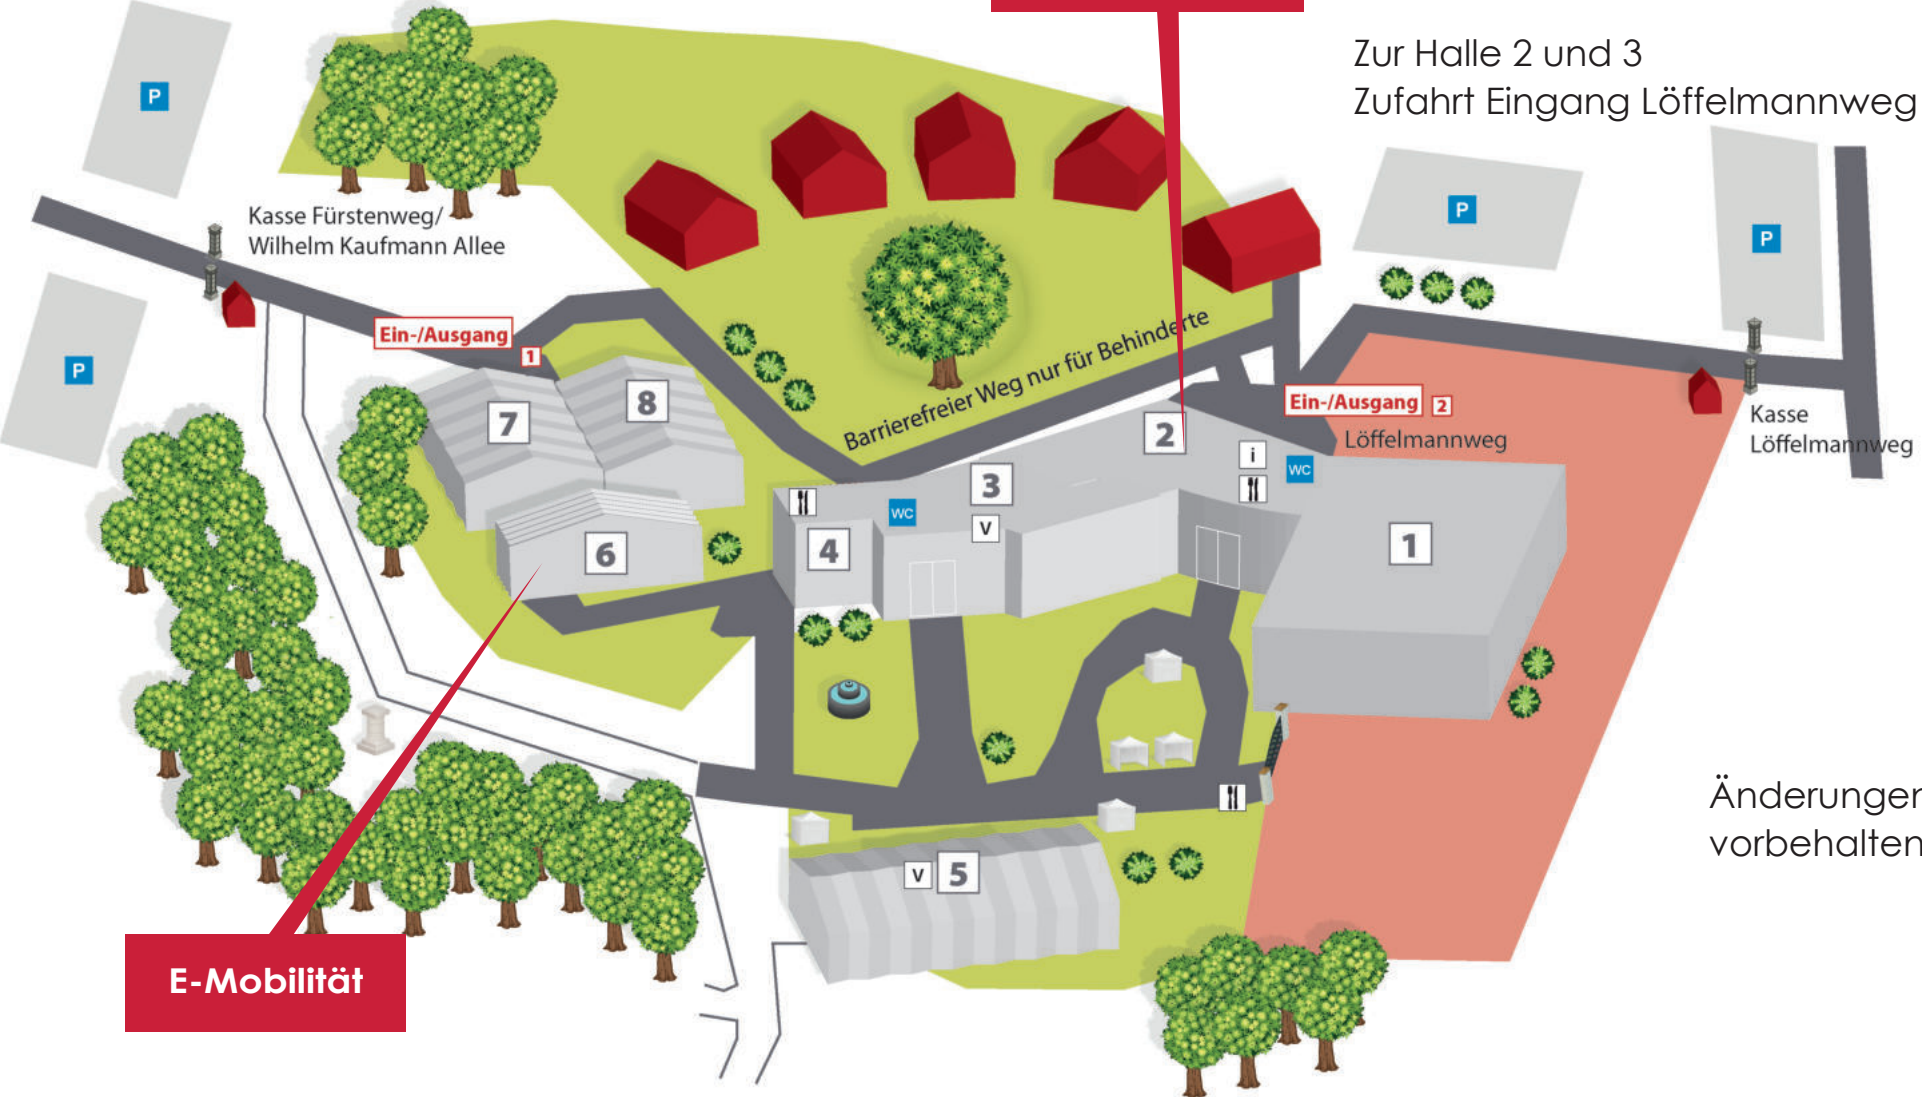 Zur Halle 2 und 3
Zufahrt Eingang Löffelmannweg
P
P
P
P
Kasse Fürstenweg/
Wilhelm Kaufmann Allee
Ein-/Ausgang
1
Barrierefreier Weg nur für Behinderte
Ein-/Ausgang 2
Löffelmannweg
Kasse
Löffelmannweg
7
8
2
i
WC
3
WC
V
4
6
1
V 5
Änderungen
vorbehalten
E-Mobilität